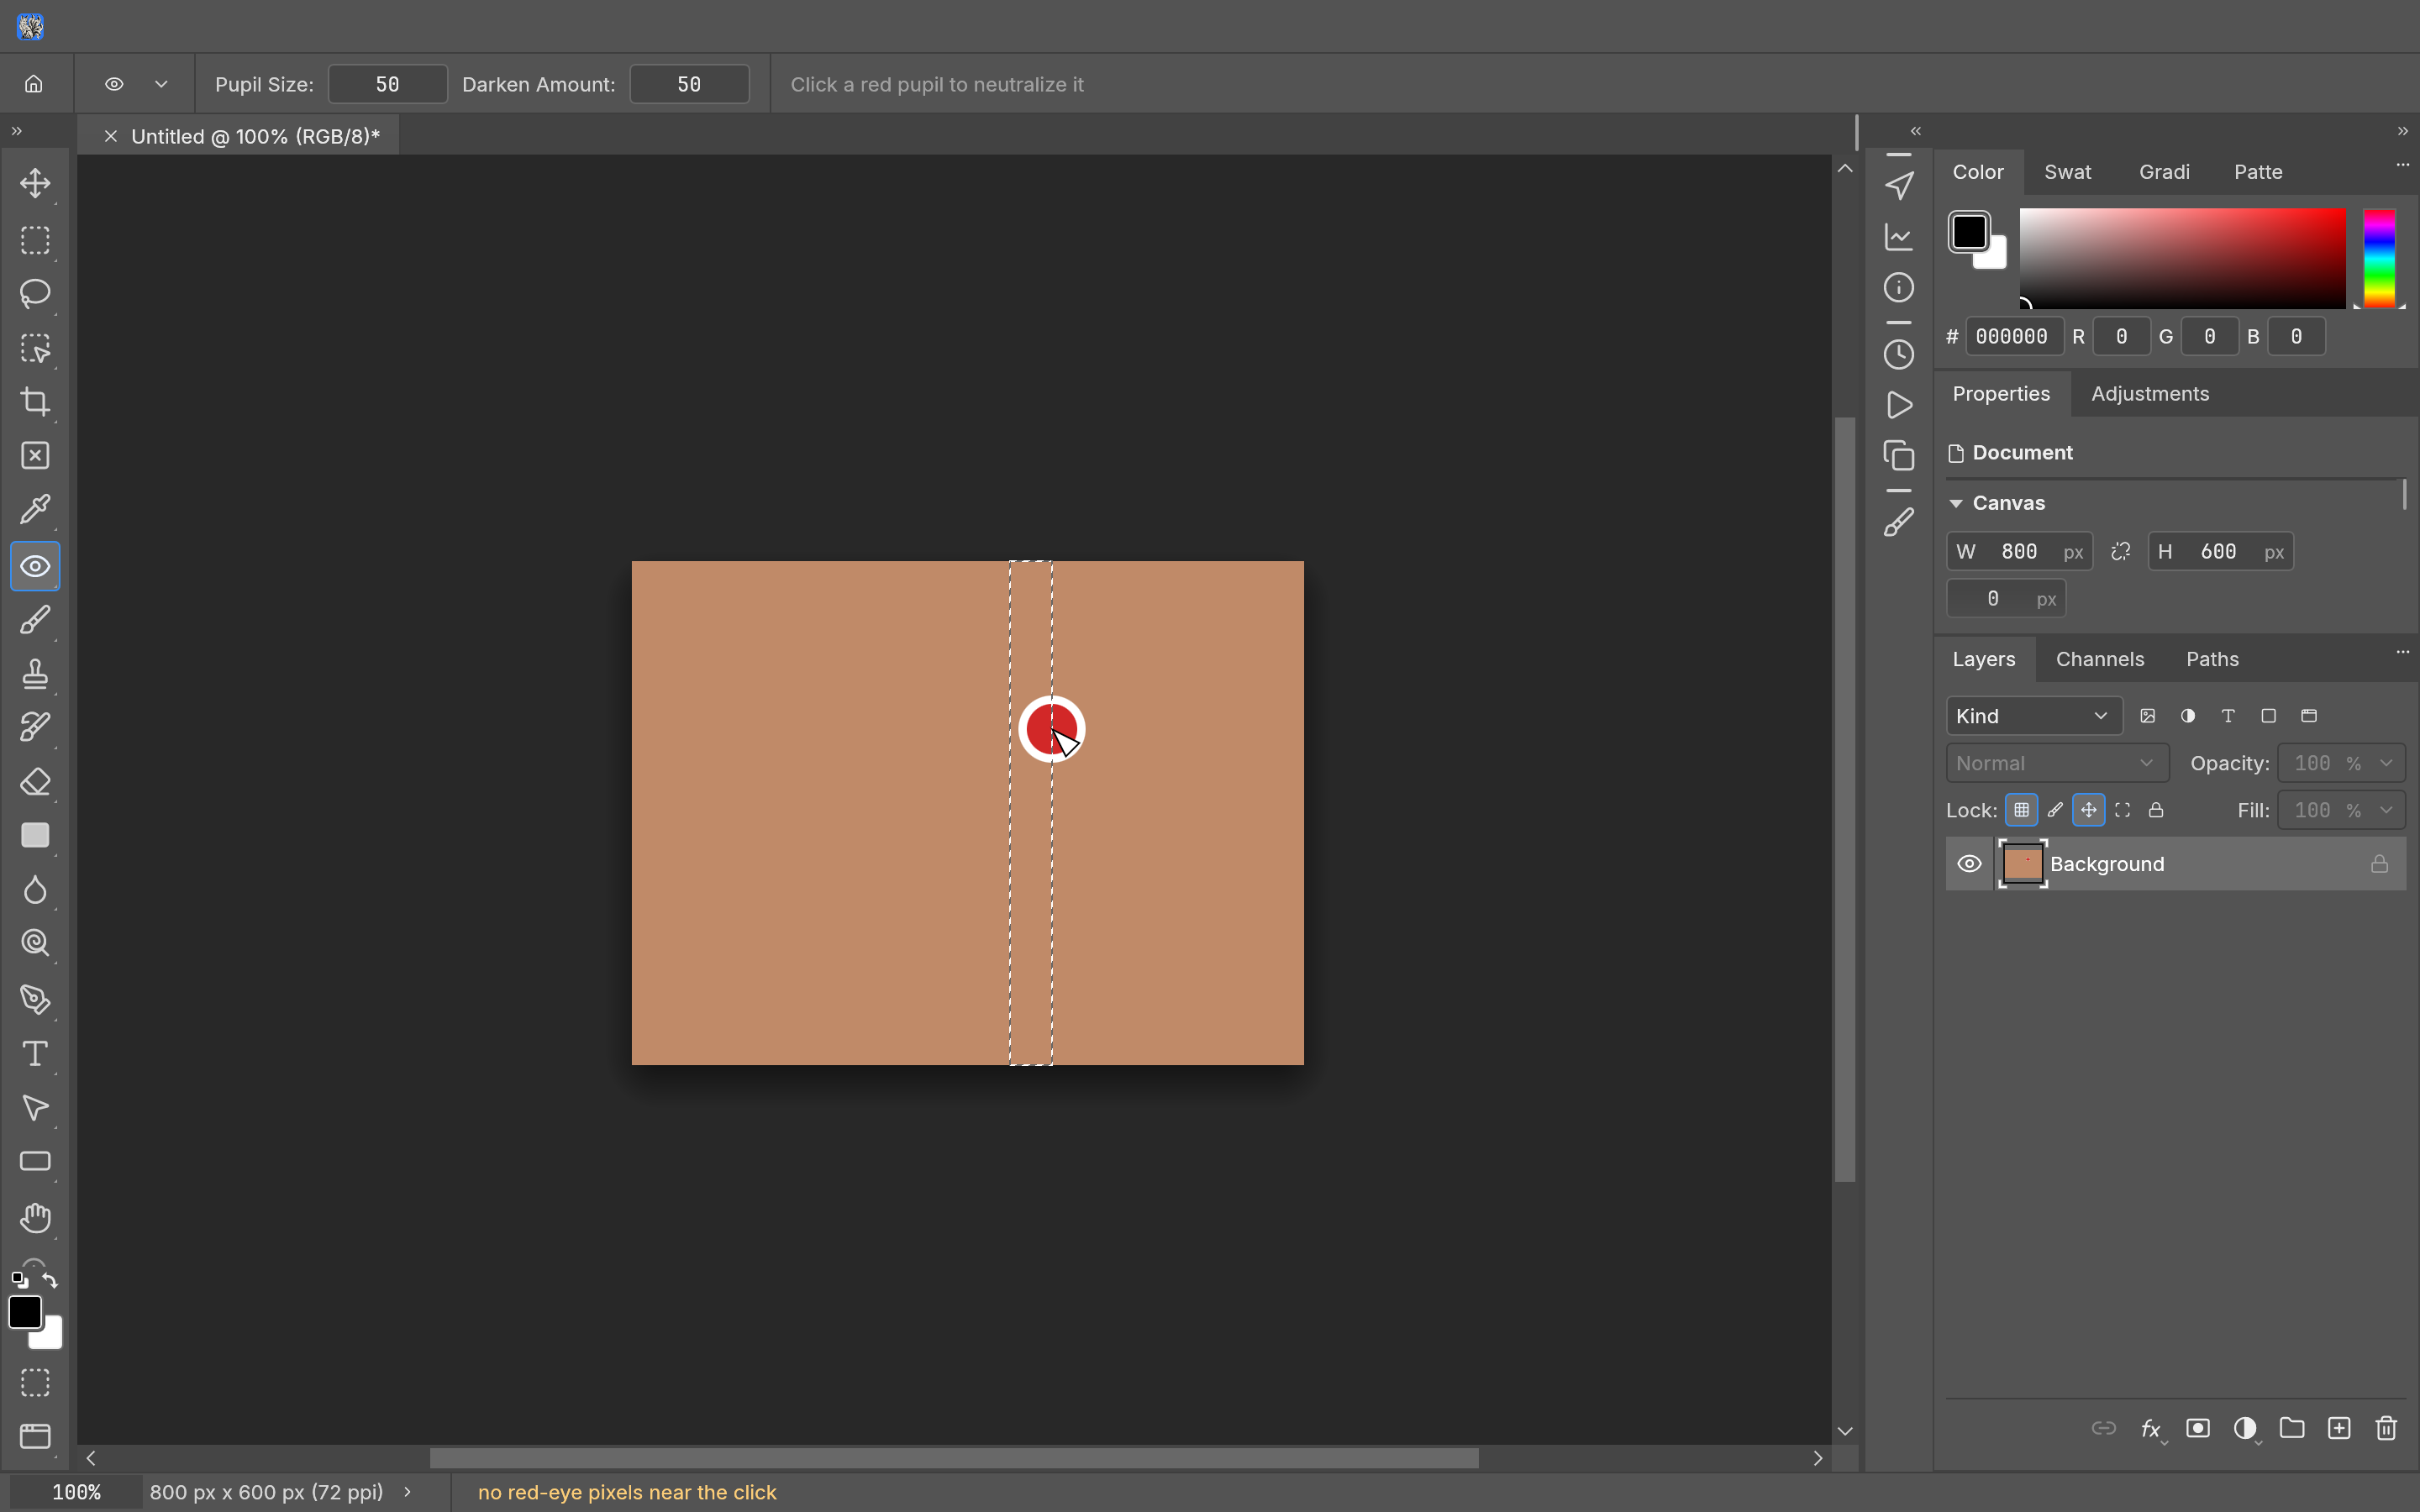 Pupil Size: 50 Darken Amount: 50 Click a red pupil to neutralize it
Untitled @ 100% (RGB/8)*
Color Swat Gradi Patte
# 000000 R 0 G 0 B 0
Properties Adjustments
Document
Canvas
W 800 px H 600 px
0 px
Layers Channels Paths
Kind
Normal Opacity: 100 %
Lock: Fill: 100 %
Background
fx
100% 800 px x 600 px (72 ppi) no red-eye pixels near the click